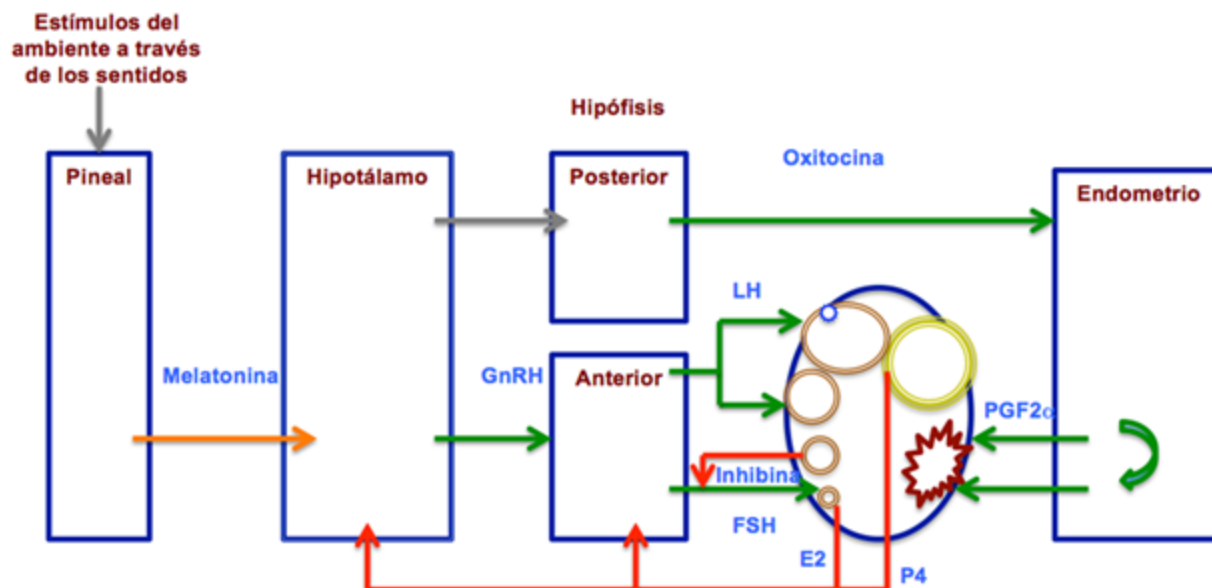 Estímulos del
ambiente a través
de los sentidos
Hipófisis
Oxitocina
Pineal
Hipotálamo
Posterior
Endometrio
LH
Melatonina
GnRH
Anterior
PGF2α
Inhibina
FSH
E2
P4